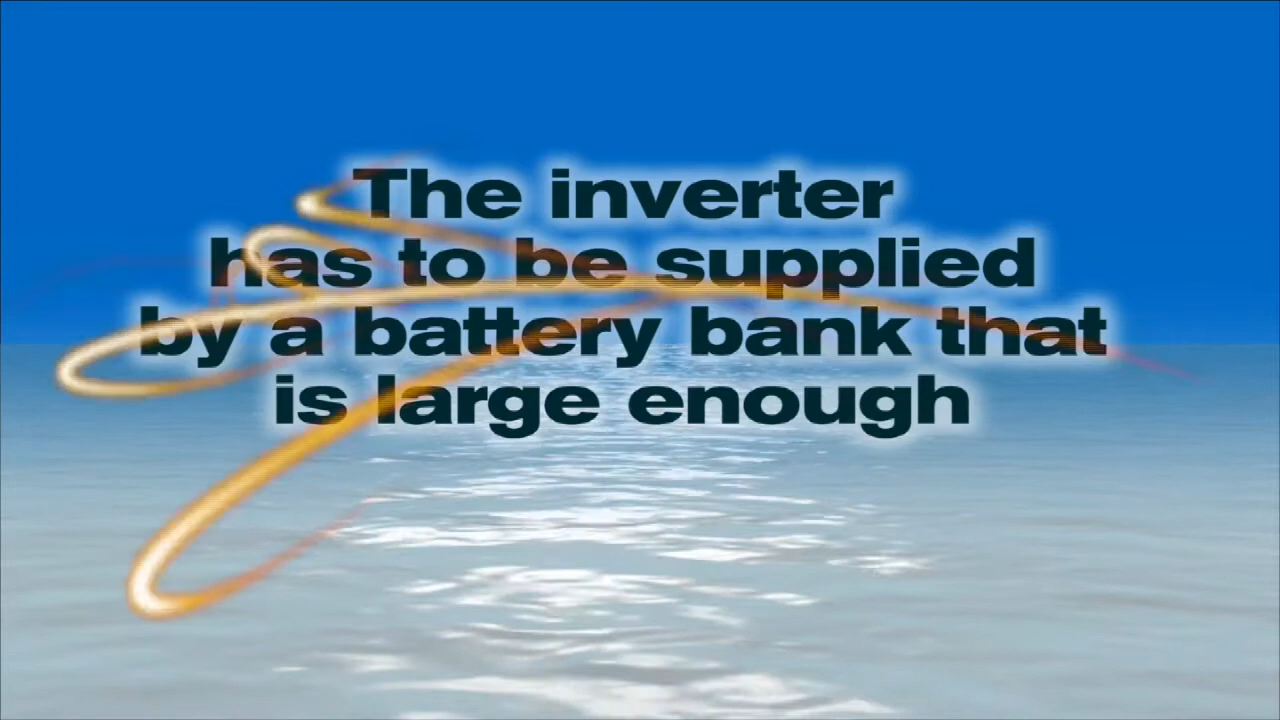 The inverter
has to be supplied
by a battery bank that
is large enough